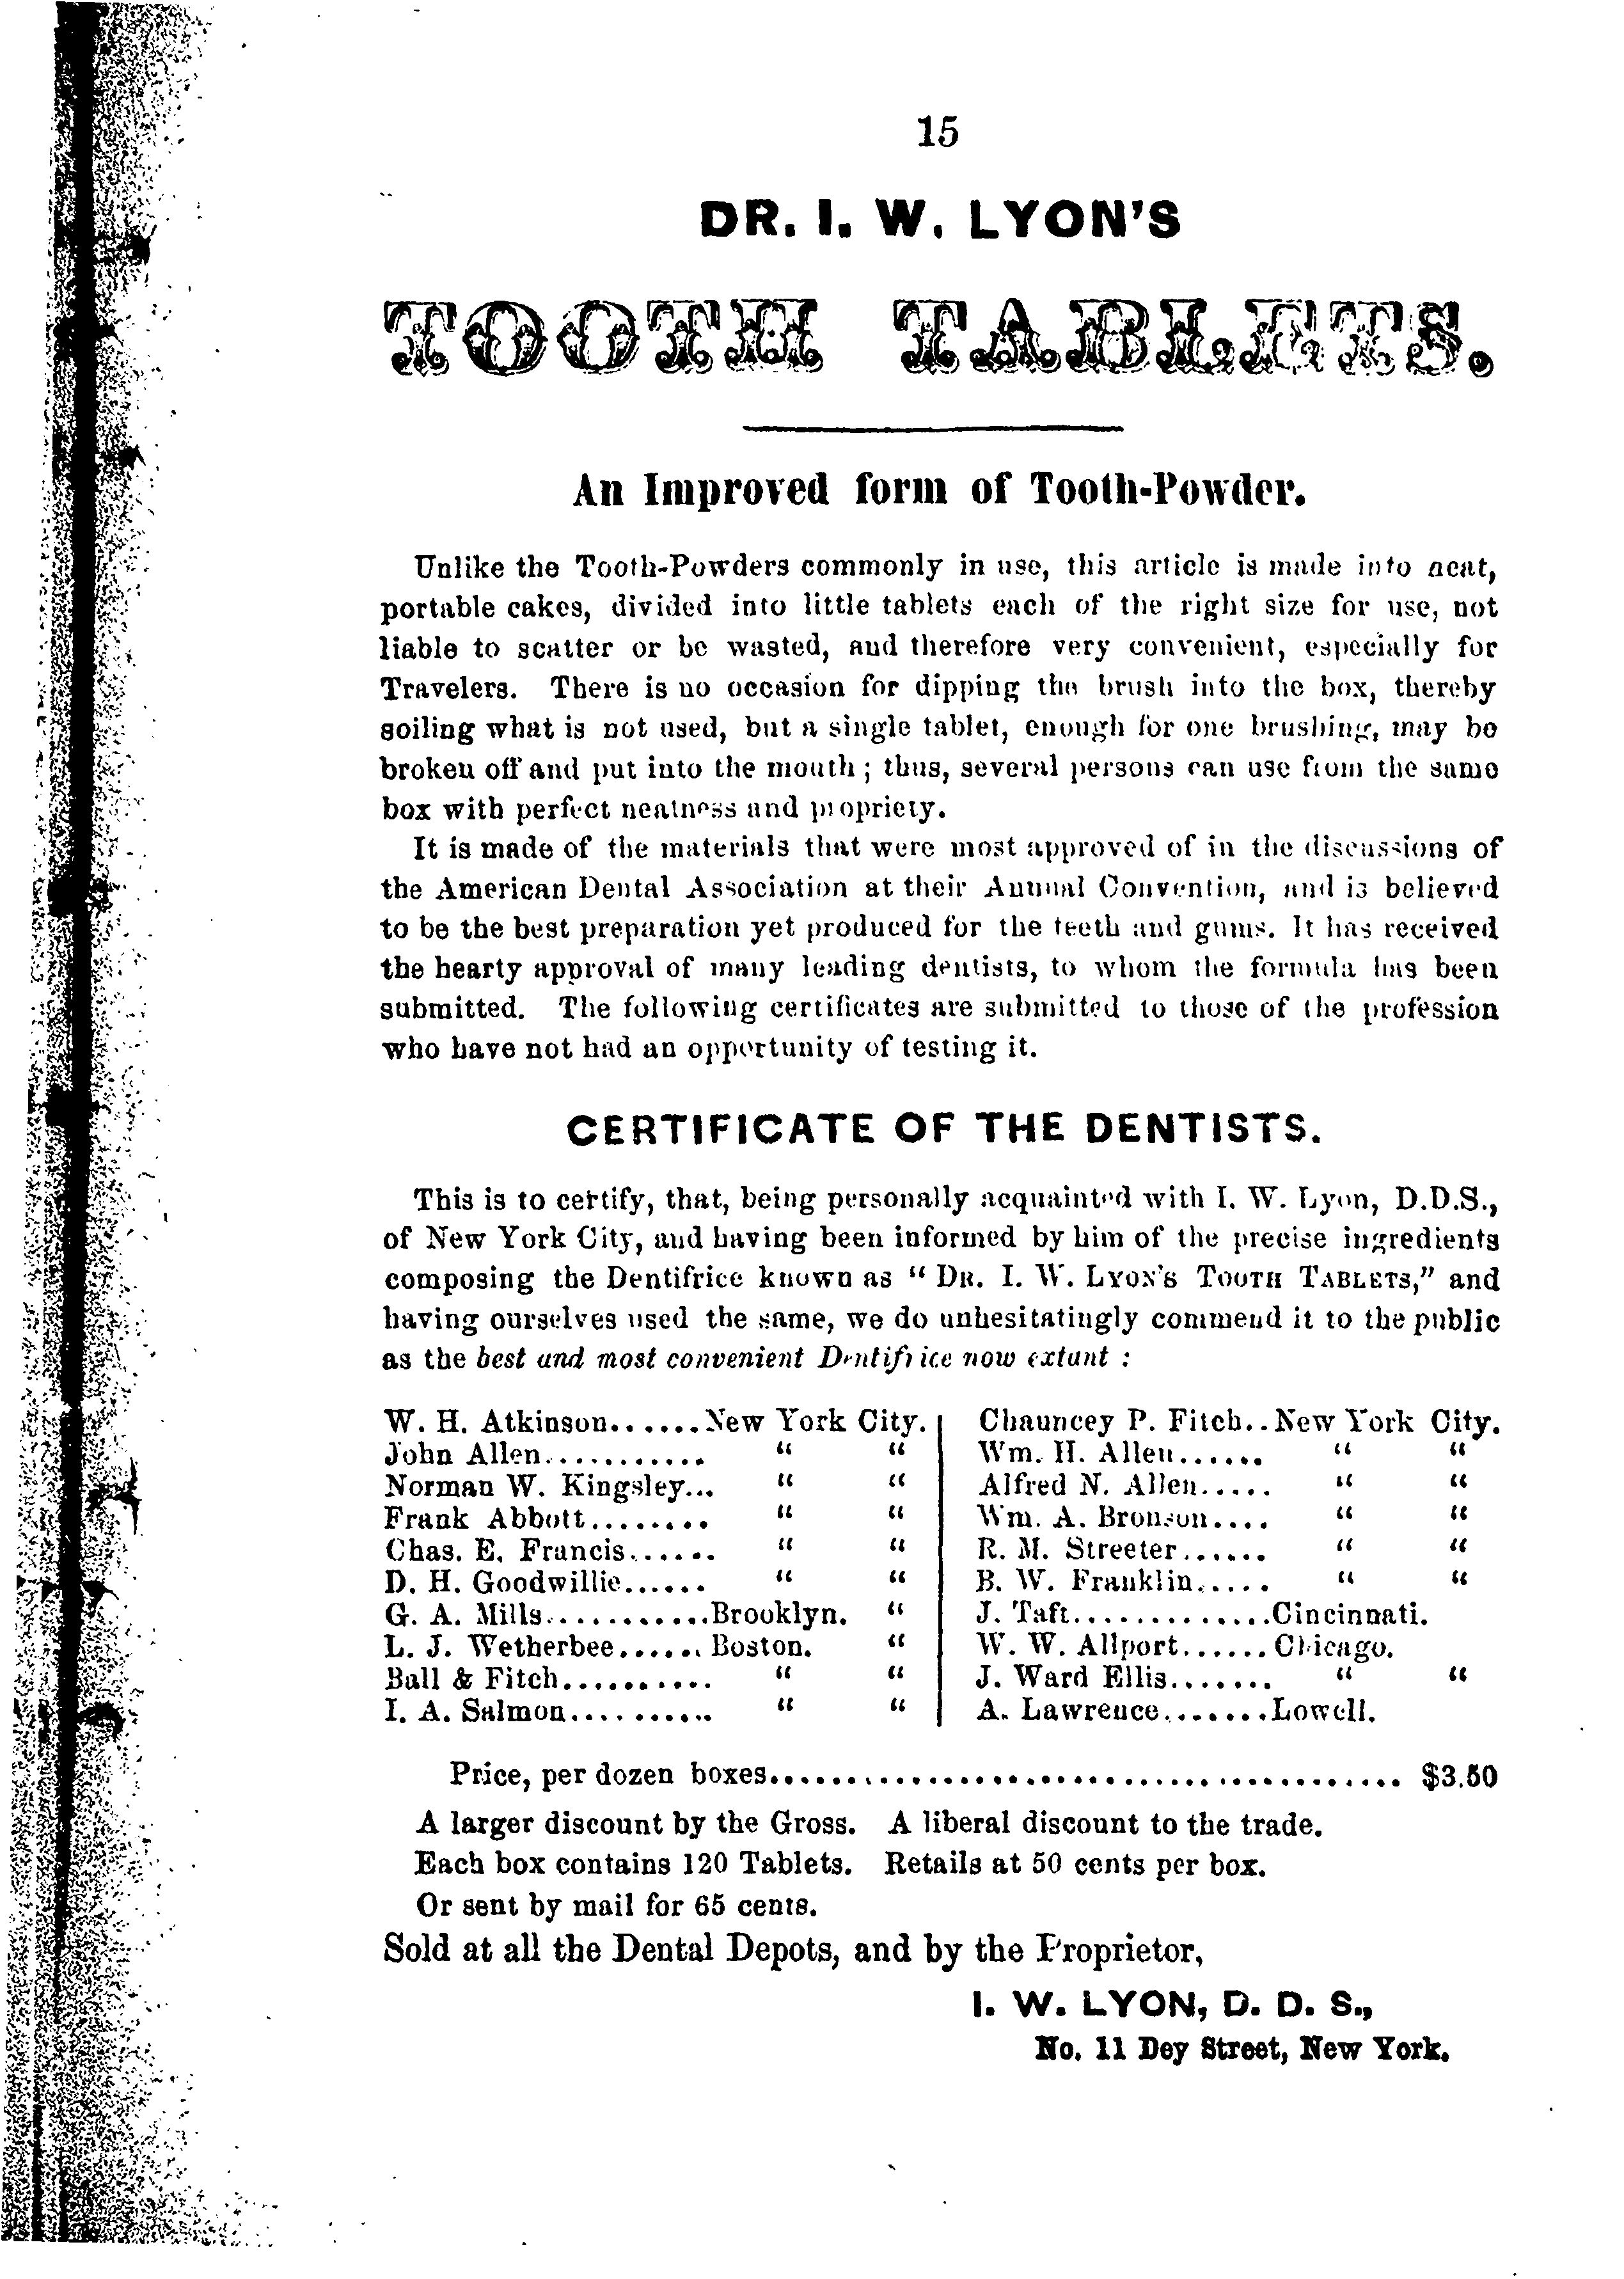 15
DR. I. W. LYON'S
TOOTH TABLETS.
An Improved form of Tooth-Powder.
Unlike the Tooth-Powders commonly in use, this article is made into neat,
portable cakes, divided into little tablets each of the right size for use, not
liable to scatter or be wasted, and therefore very convenient, especially for
Travelers. There is no occasion for dipping the brush into the box, thereby
soiling what is not used, but a single tablet, enough for one brushing, may be
broken off and put into the mouth; thus, several persons can use from the same
box with perfect neatness and propriety.
It is made of the materials that were most approved of in the discussions of
the American Dental Association at their Annual Convention, and is believed
to be the best preparation yet produced for the teeth and gums. It has received
the hearty approval of many leading dentists, to whom the formula has been
submitted. The following certificates are submitted to those of the profession
who have not had an opportunity of testing it.
CERTIFICATE OF THE DENTISTS.
This is to certify, that, being personally acquainted with I. W. Lyon, D.D.S.,
of New York City, and having been informed by him of the precise ingredients
composing the Dentifrice known as "DR. I. W. LYON'S TOOTH TABLETS," and
having ourselves used the same, we do unhesitatingly commend it to the public
as the best and most convenient Dentifrice now extant:
W. H. Atkinson......New York City.
John Allen........... " "
Norman W. Kingsley... " "
Frank Abbott........ " "
Chas. E. Francis...... " "
D. H. Goodwillie...... " "
G. A. Mills...........Brooklyn. "
L. J. Wetherbee......Boston. "
Ball & Fitch.......... " "
I. A. Salmon.......... " "
Chauncey P. Fitch..New York City.
Wm. H. Allen...... " "
Alfred N. Allen..... " "
Wm. A. Bronson.... " "
R. M. Streeter...... " "
B. W. Franklin..... " "
J. Taft..............Cincinnati.
W. W. Allport......Chicago.
J. Ward Ellis....... " "
A. Lawrence.......Lowell.
Price, per dozen boxes............................................ $3.50
A larger discount by the Gross. A liberal discount to the trade.
Each box contains 120 Tablets. Retails at 50 cents per box.
Or sent by mail for 65 cents.
Sold at all the Dental Depots, and by the Proprietor,
I. W. LYON, D. D. S.,
No. 11 Dey Street, New York.